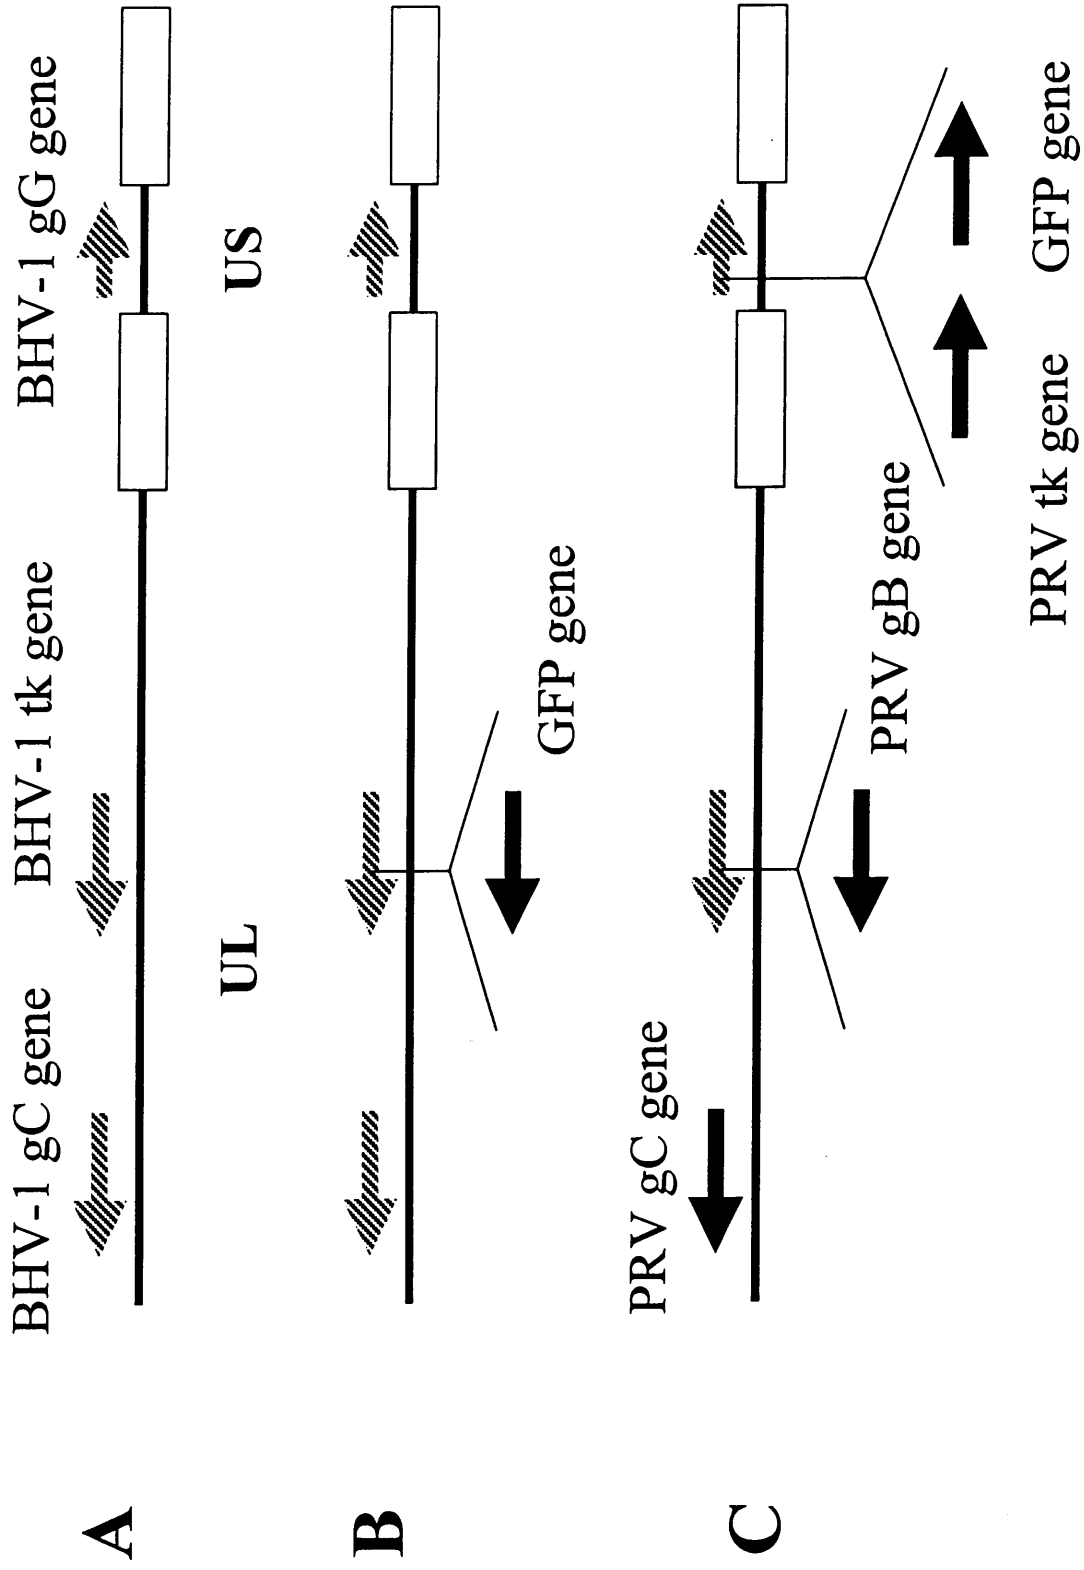 A
BHV-1 gC gene
BHV-1 tk gene
BHV-1 gG gene
UL
US
B
GFP gene
C
PRV gC gene
PRV gB gene
PRV tk gene
GFP gene